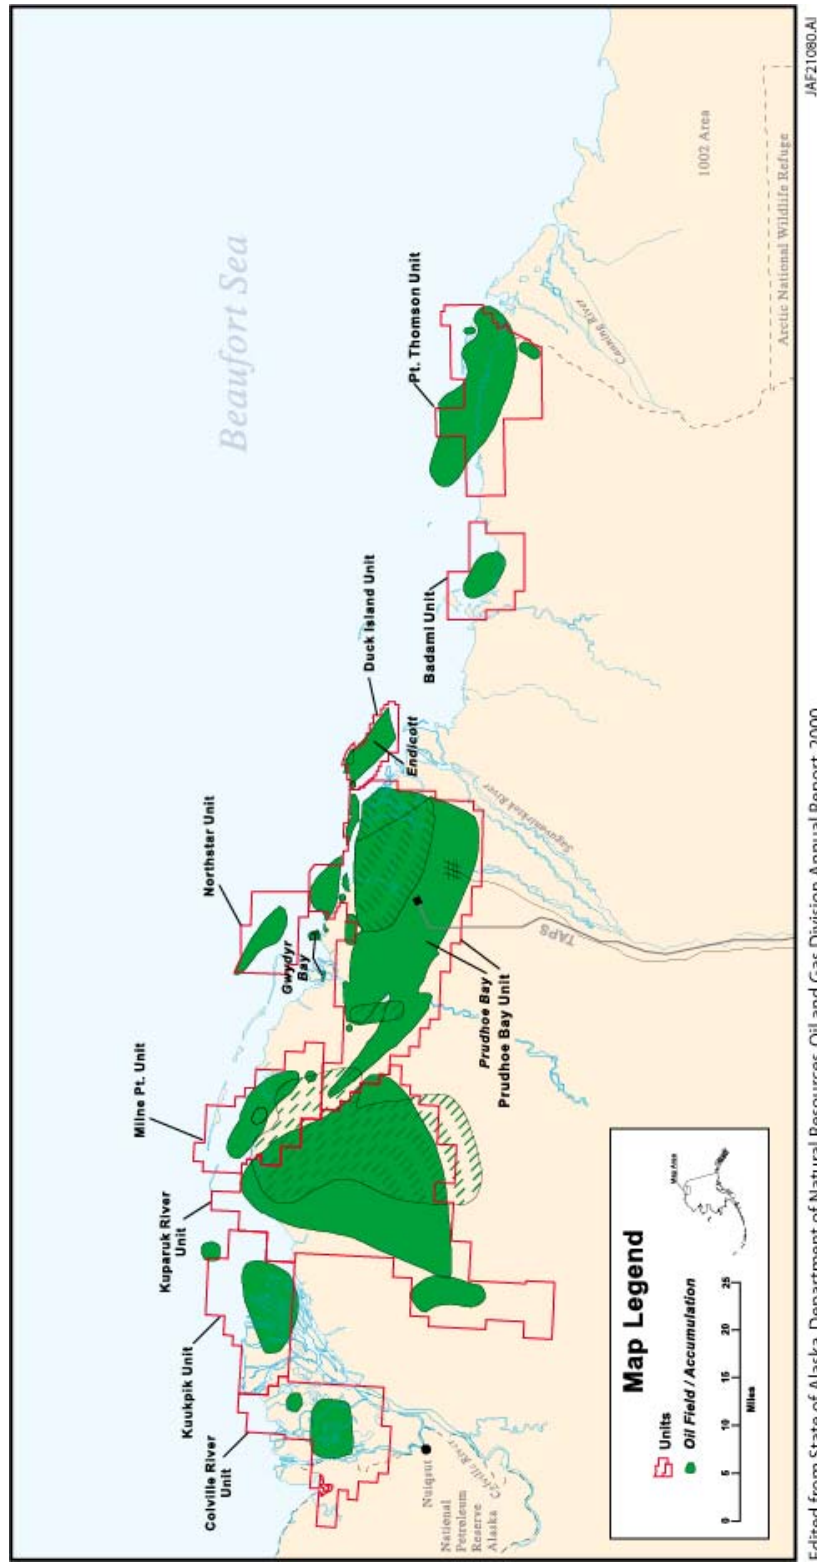 Beaufort Sea
Colville River
Unit
Kuukpik Unit
Kuparuk River
Unit
Milne Pt. Unit
Northstar Unit
Gwydyr
Bay
Duck Island Unit
Endicott
Badami Unit
Pt. Thomson Unit
Prudhoe Bay
Prudhoe Bay Unit
TAPS
Sagavanirktok River
Canning River
1002 Area
Arctic National Wildlife Refuge
Nuiqsut
Colville River
National
Petroleum
Reserve
Alaska
Map Legend
Units
Oil Field / Accumulation
0 5 10 15 20 25
Miles
Map Area
Edited from State of Alaska, Department of Natural Resources, Oil and Gas Division Annual Report, 2000
JAF21080.AI